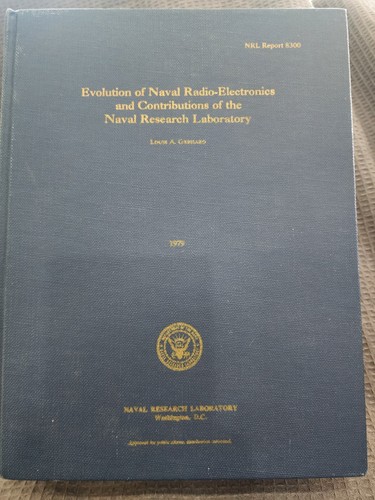 NRL Report 8300
Evolution of Naval Radio-Electronics
and Contributions of the
Naval Research Laboratory
Louis A. Gebhard
1979
NAVAL RESEARCH LABORATORY
Washington, D.C.
Approved for public release; distribution unlimited.